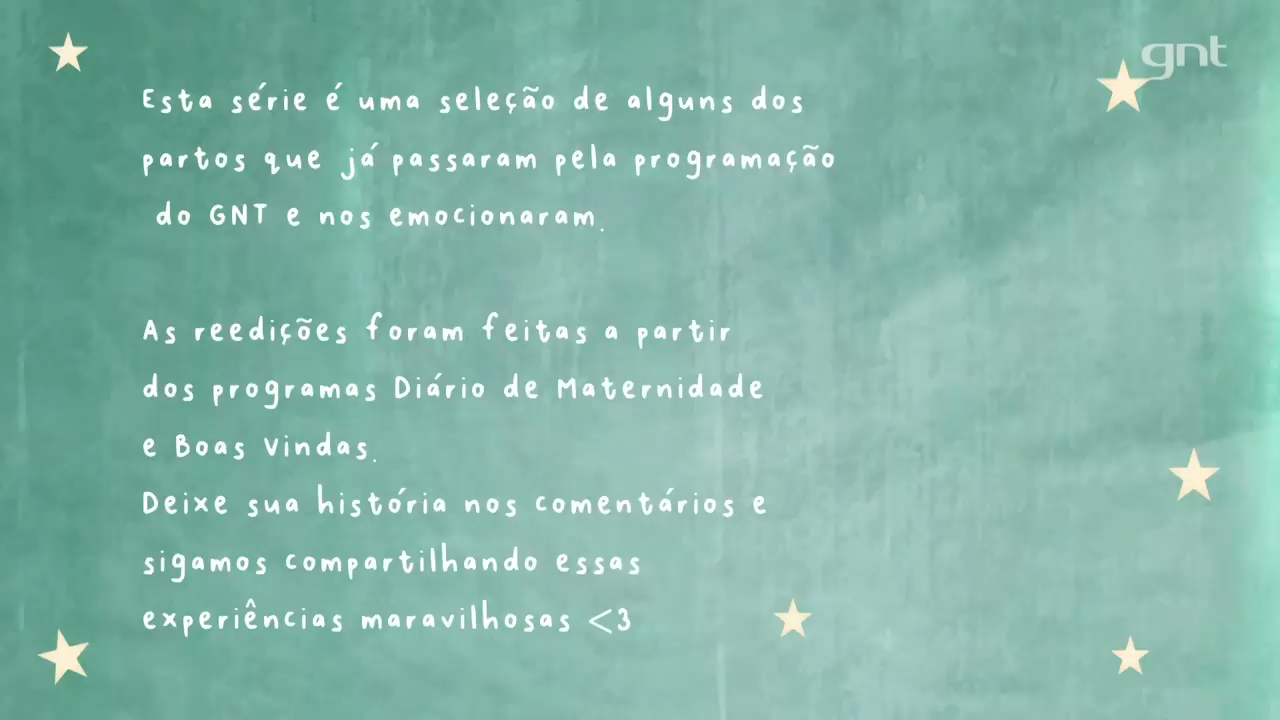 gnt
Esta série é uma seleção de alguns dos
partos que já passaram pela programação
do GNT e nos emocionaram.
As reedições foram feitas a partir
dos programas Diário de Maternidade
e Boas Vindas.
Deixe sua história nos comentários e
sigamos compartilhando essas
experiências maravilhosas <3